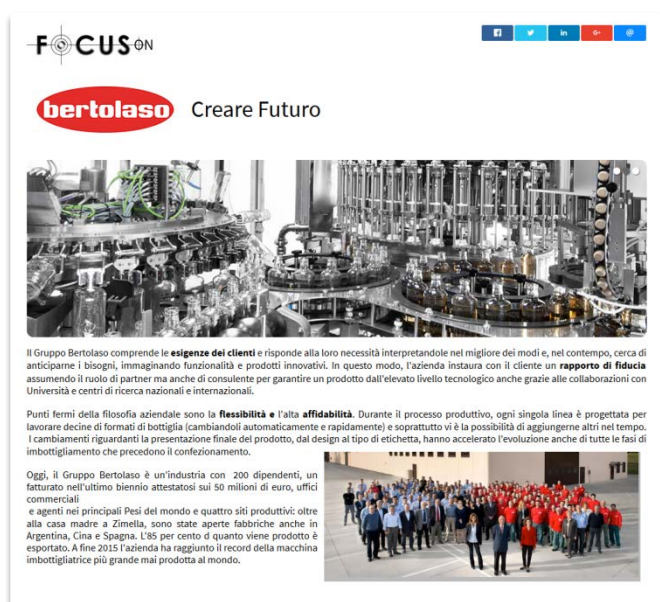 FOCUS ON
bertolaso Creare Futuro
Il Gruppo Bertolaso comprende le esigenze dei clienti e risponde alla loro necessità interpretandole nel migliore dei modi e, nel contempo, cerca di
anticiparne i bisogni, immaginando funzionalità e prodotti innovativi. In questo modo, l'azienda instaura con il cliente un rapporto di fiducia
assumendo il ruolo di partner ma anche di consulente per garantire un prodotto dall'elevato livello tecnologico anche grazie alle collaborazioni con
Università e centri di ricerca nazionali e internazionali.
Punti fermi della filosofia aziendale sono la flessibilità e l'alta affidabilità. Durante il processo produttivo, ogni singola linea è progettata per
lavorare decine di formati di bottiglia (cambiandoli automaticamente e rapidamente) e soprattutto vi è la possibilità di aggiungerne altri nel tempo.
I cambiamenti riguardanti la presentazione finale del prodotto, dal design al tipo di etichetta, hanno accelerato l'evoluzione anche di tutte le fasi di
imbottigliamento che precedono il confezionamento.
Oggi, il Gruppo Bertolaso è un'industria con 200 dipendenti, un
fatturato nell'ultimo biennio attestatosi sui 50 milioni di euro, uffici
commerciali
e agenti nei principali Pesi del mondo e quattro siti produttivi: oltre
alla casa madre a Zimella, sono state aperte fabbriche anche in
Argentina, Cina e Spagna. L'85 per cento d quanto viene prodotto è
esportato. A fine 2015 l'azienda ha raggiunto il record della macchina
imbottigliatrice più grande mai prodotta al mondo.